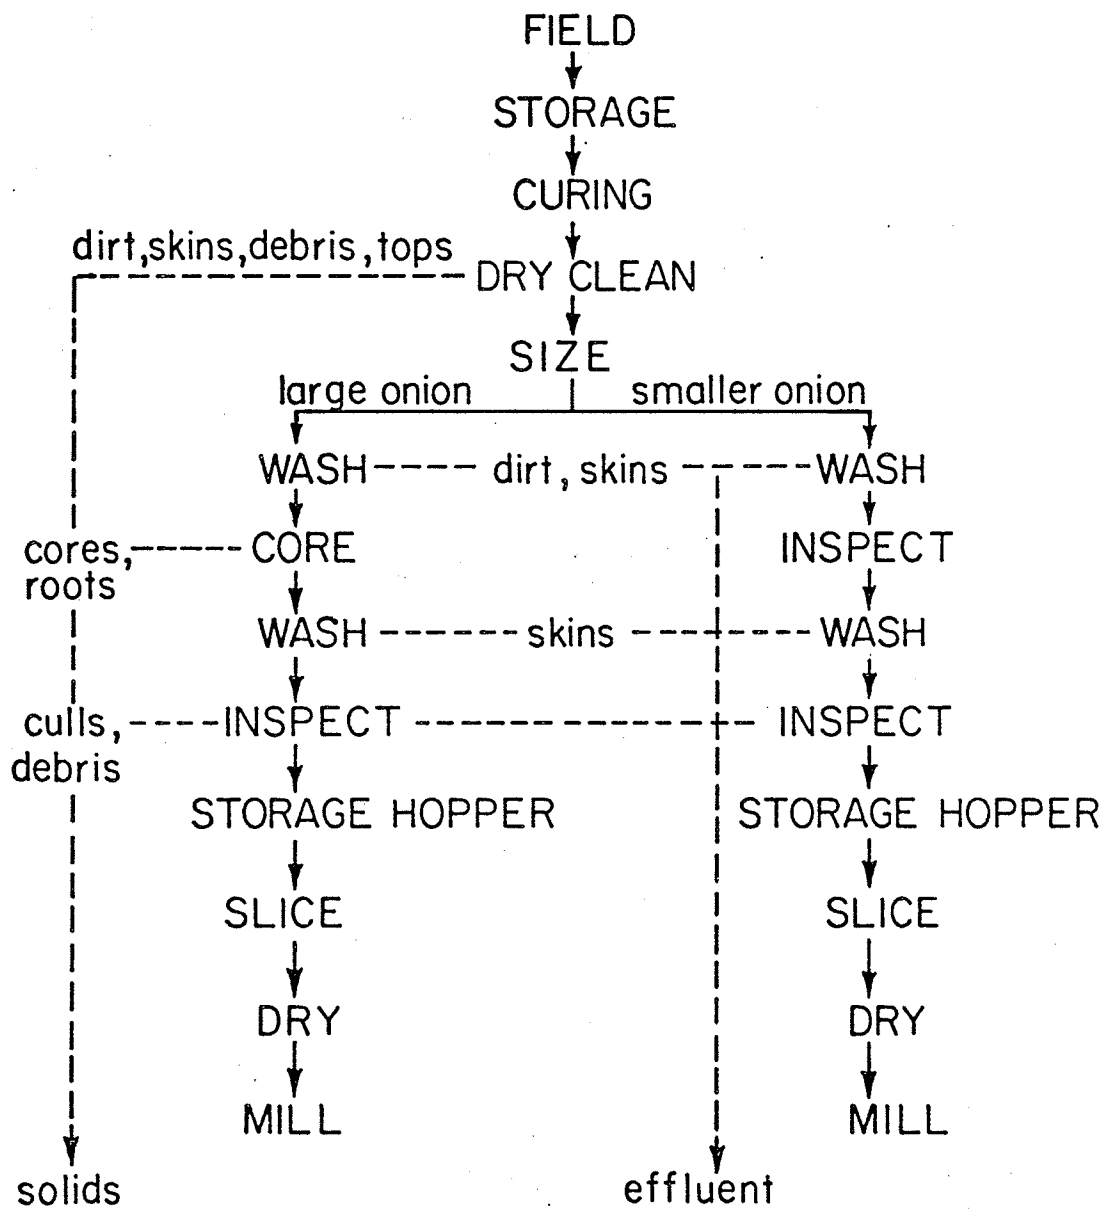 FIELD
STORAGE
CURING
dirt,skins,debris,tops
DRY CLEAN
SIZE
large onion smaller onion
WASH dirt, skins WASH
cores, CORE INSPECT
roots
WASH skins WASH
culls, INSPECT INSPECT
debris
STORAGE HOPPER STORAGE HOPPER
SLICE SLICE
DRY DRY
MILL MILL
solids effluent